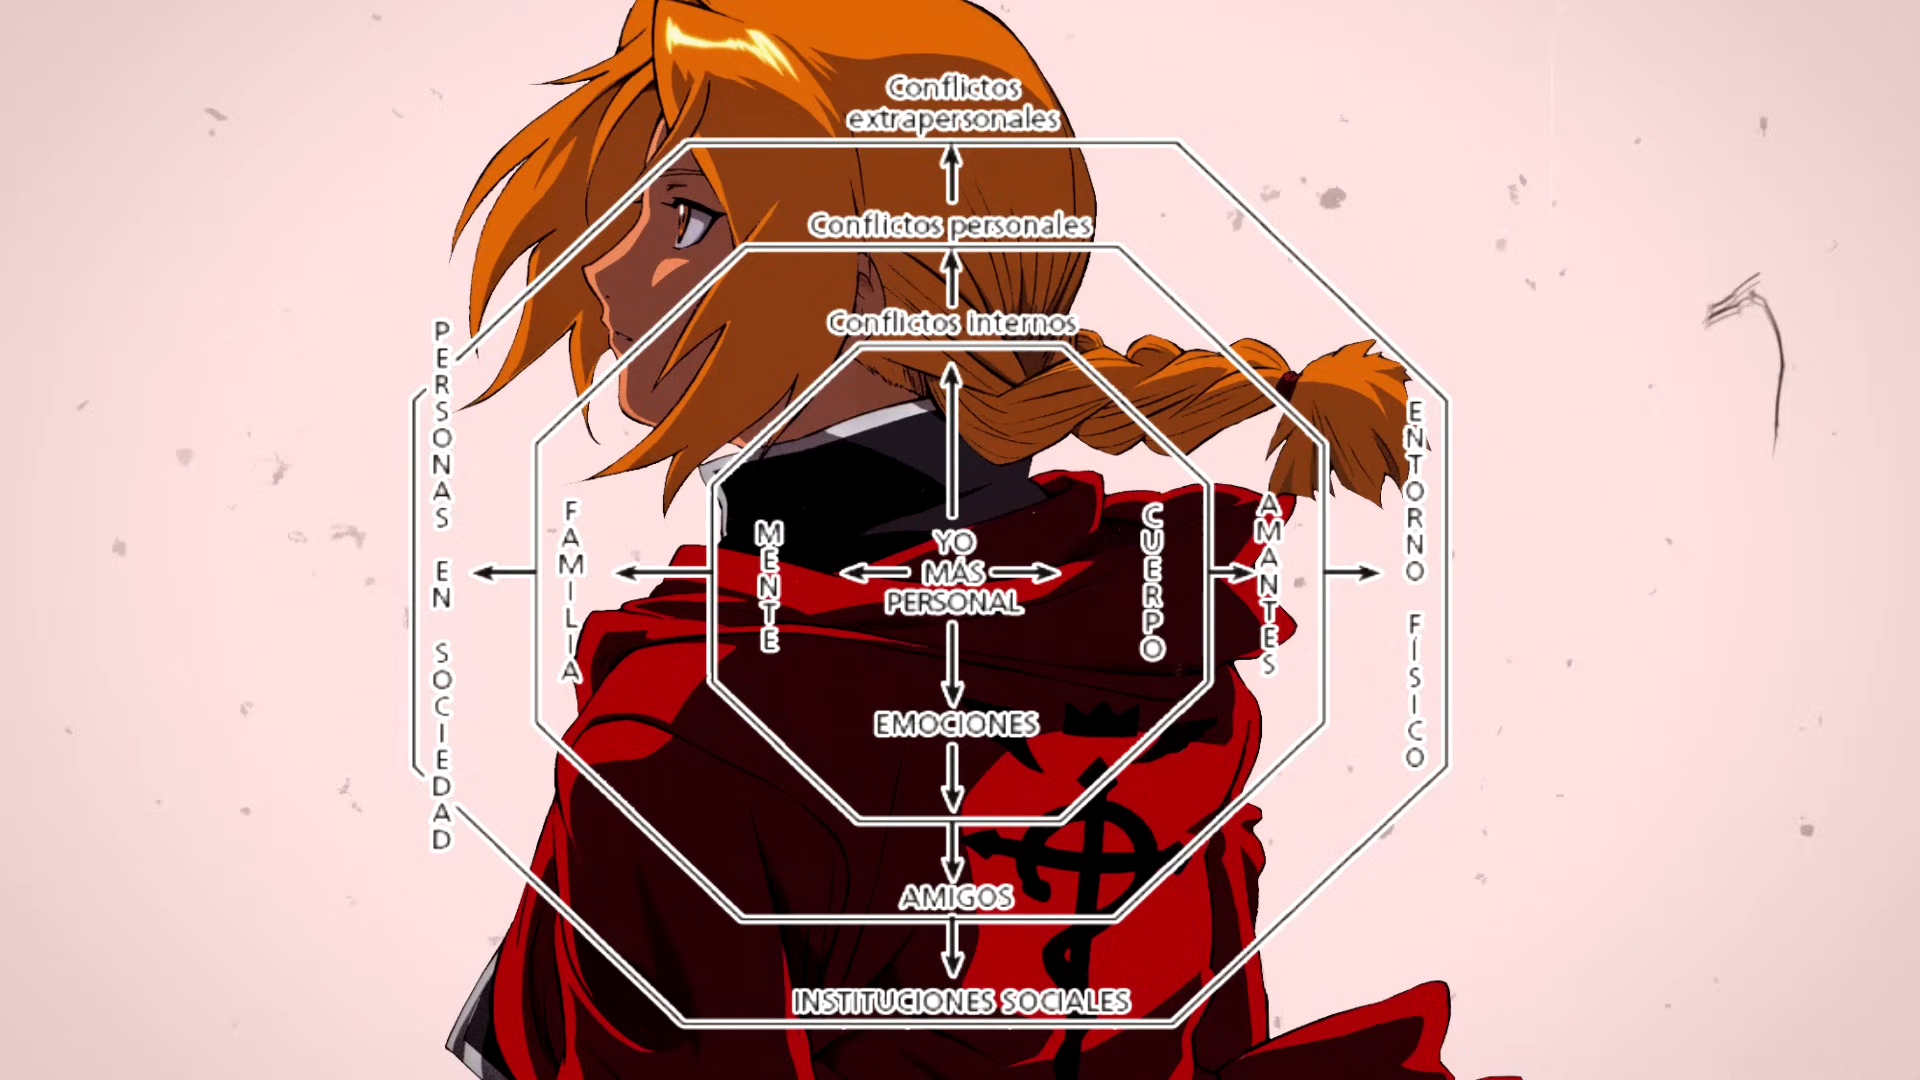 Conflictos
extrapersonales
Conflictos personales
Conflictos internos
PERSONAS EN SOCIEDAD
FAMILIA
MENTE
YO
MÁS
PERSONAL
CUERPO
AMANTES
ENTORNO FÍSICO
EMOCIONES
AMIGOS
INSTITUCIONES SOCIALES